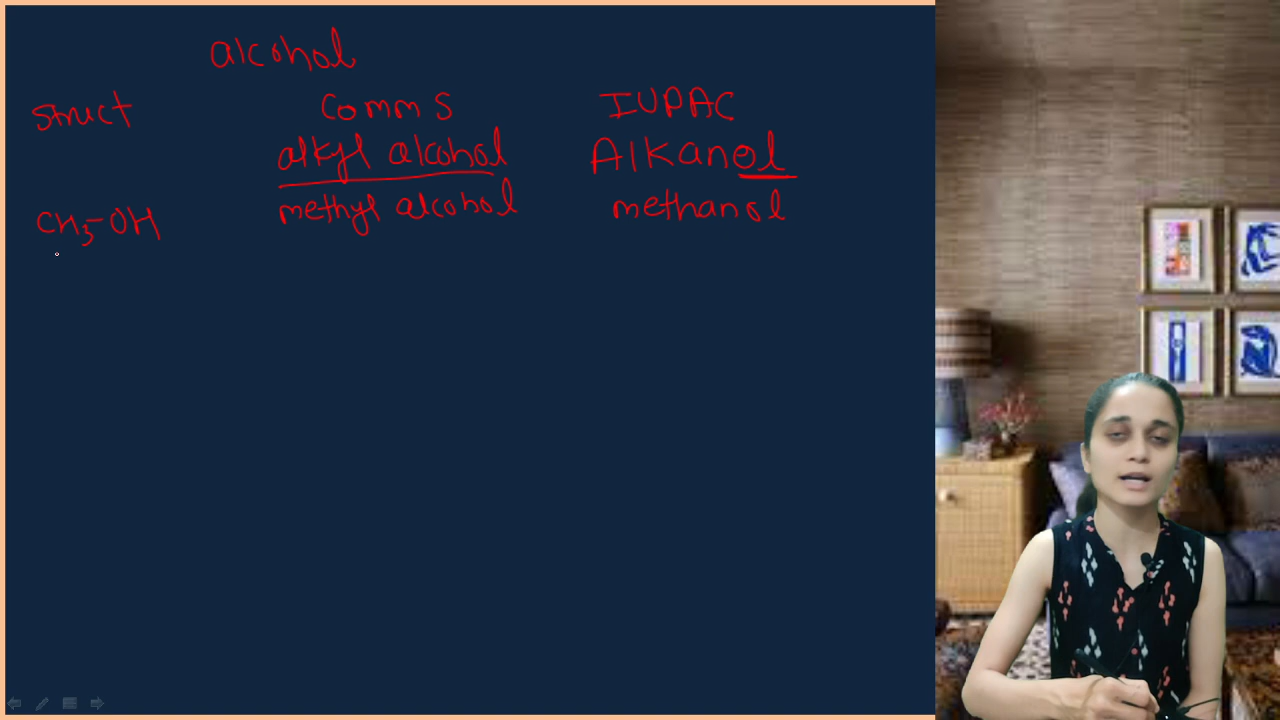 alcohol
struct comm s IUPAC
alkyl alcohol Alkanol
methyl alcohol methanol
CH3-OH